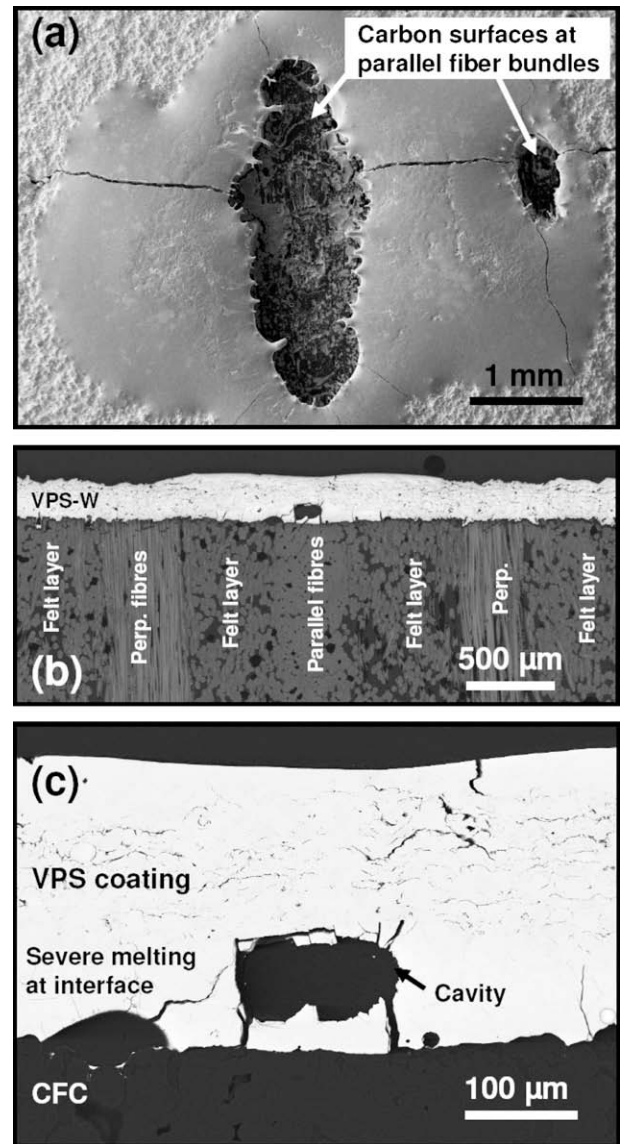 (a)
Carbon surfaces at
parallel fiber bundles
1 mm
VPS-W
Felt layer
Perp. fibres
Felt layer
Parallel fibres
Felt layer
Perp.
Felt layer
500 µm
(b)
(c)
VPS coating
Severe melting
at interface
Cavity
CFC
100 µm